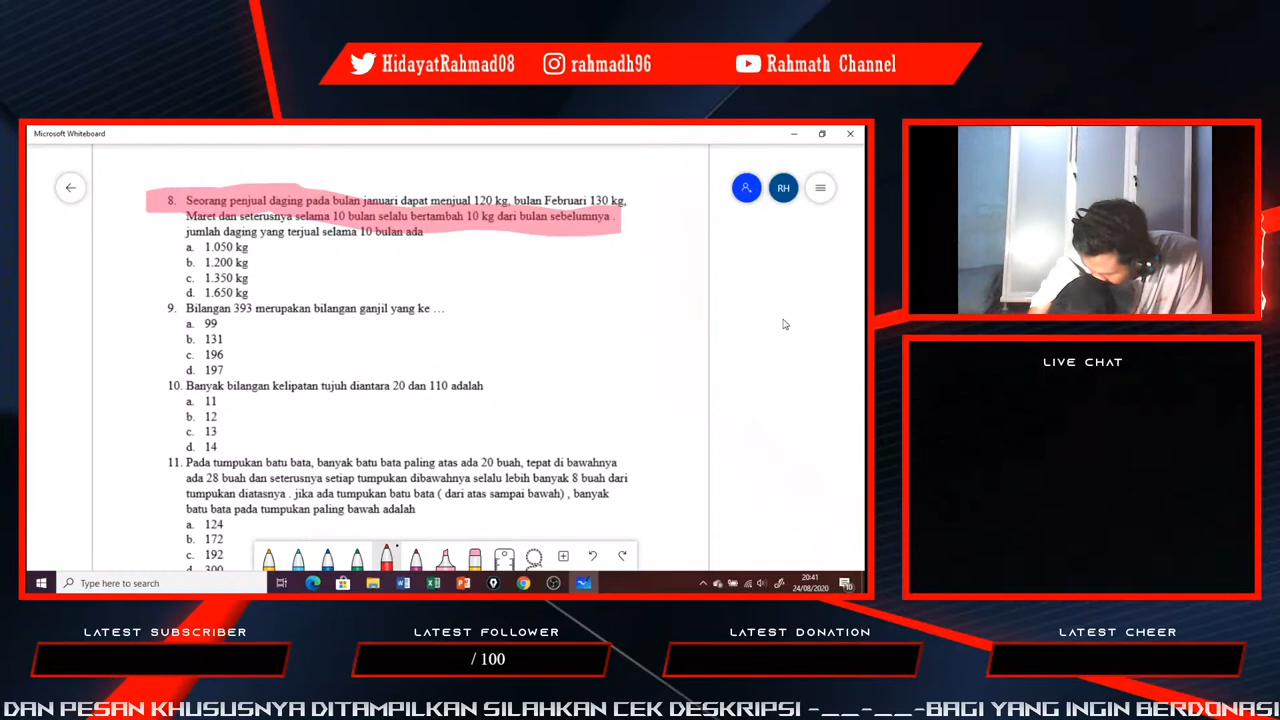 HidayatRahmad08
rahmadh96
Rahmath Channel
Microsoft Whiteboard
RH
8. Seorang penjual daging pada bulan januari dapat menjual 120 kg, bulan Februari 130 kg,
Maret dan seterusnya selama 10 bulan selalu bertambah 10 kg dari bulan sebelumnya .
jumlah daging yang terjual selama 10 bulan ada
a. 1.050 kg
b. 1.200 kg
c. 1.350 kg
d. 1.650 kg
9. Bilangan 393 merupakan bilangan ganjil yang ke …
a. 99
b. 131
c. 196
d. 197
10. Banyak bilangan kelipatan tujuh diantara 20 dan 110 adalah
a. 11
b. 12
c. 13
d. 14
11. Pada tumpukan batu bata, banyak batu bata paling atas ada 20 buah, tepat di bawahnya
ada 28 buah dan seterusnya setiap tumpukan dibawahnya selalu lebih banyak 8 buah dari
tumpukan diatasnya . jika ada tumpukan batu bata ( dari atas sampai bawah) , banyak
batu bata pada tumpukan paling bawah adalah
a. 124
b. 172
c. 192
d. 300
Type here to search
20:41
24/08/2020
10
LIVE CHAT
LATEST SUBSCRIBER
LATEST FOLLOWER
/ 100
LATEST DONATION
LATEST CHEER
DAN PESAN KHUSUSNYA DITAMPILKAN SILAHKAN CEK DESKRIPSI -__--__-BAGI YANG INGIN BERDONASI